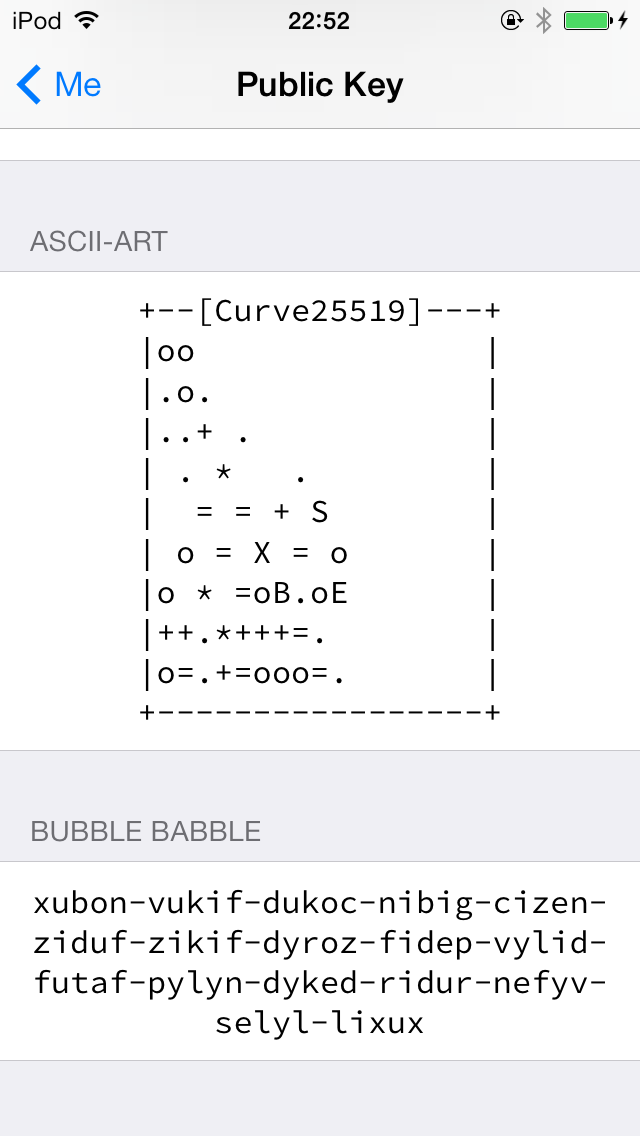 iPod 22:52
Me Public Key
ASCII-ART
+--[Curve25519]---+
|oo               |
|.o.              |
|..+ .            |
| . *   .         |
|  = = + S        |
| o = X = o       |
|o * =oB.oE       |
|++.*+++=.        |
|o=.+=ooo=.       |
+-----------------+
BUBBLE BABBLE
xubon-vukif-dukoc-nibig-cizen-
ziduf-zikif-dyroz-fidep-vylid-
futaf-pylyn-dyked-ridur-nefyv-
selyl-lixux